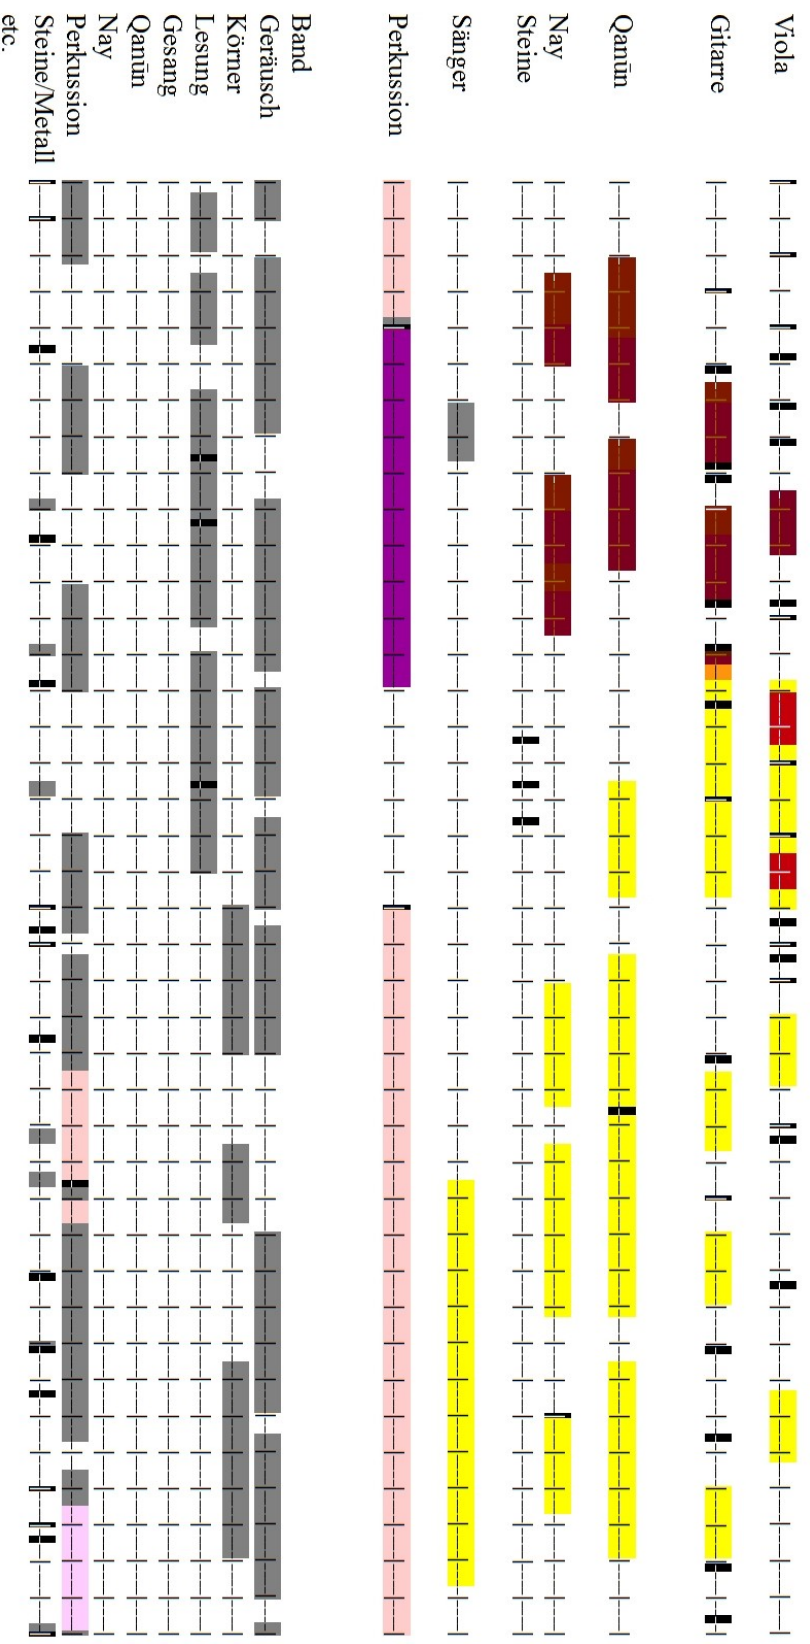 Viola
Gitarre
Qanūn
Nay
Steine
Sänger
Perkussion
Band
Geräusch
Körner
Lesung
Gesang
Qanūn
Nay
Perkussion
Steine/Metall
etc.